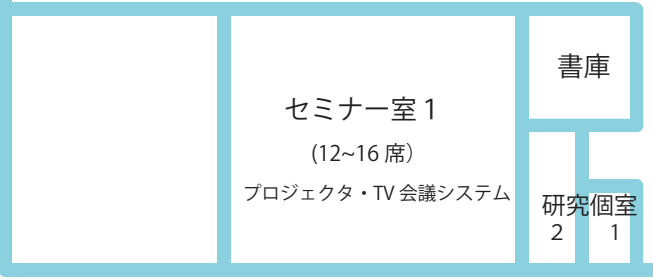 書庫
セミナー室 1
(12~16 席）
プロジェクタ・TV 会議システム
研究個室
2 1